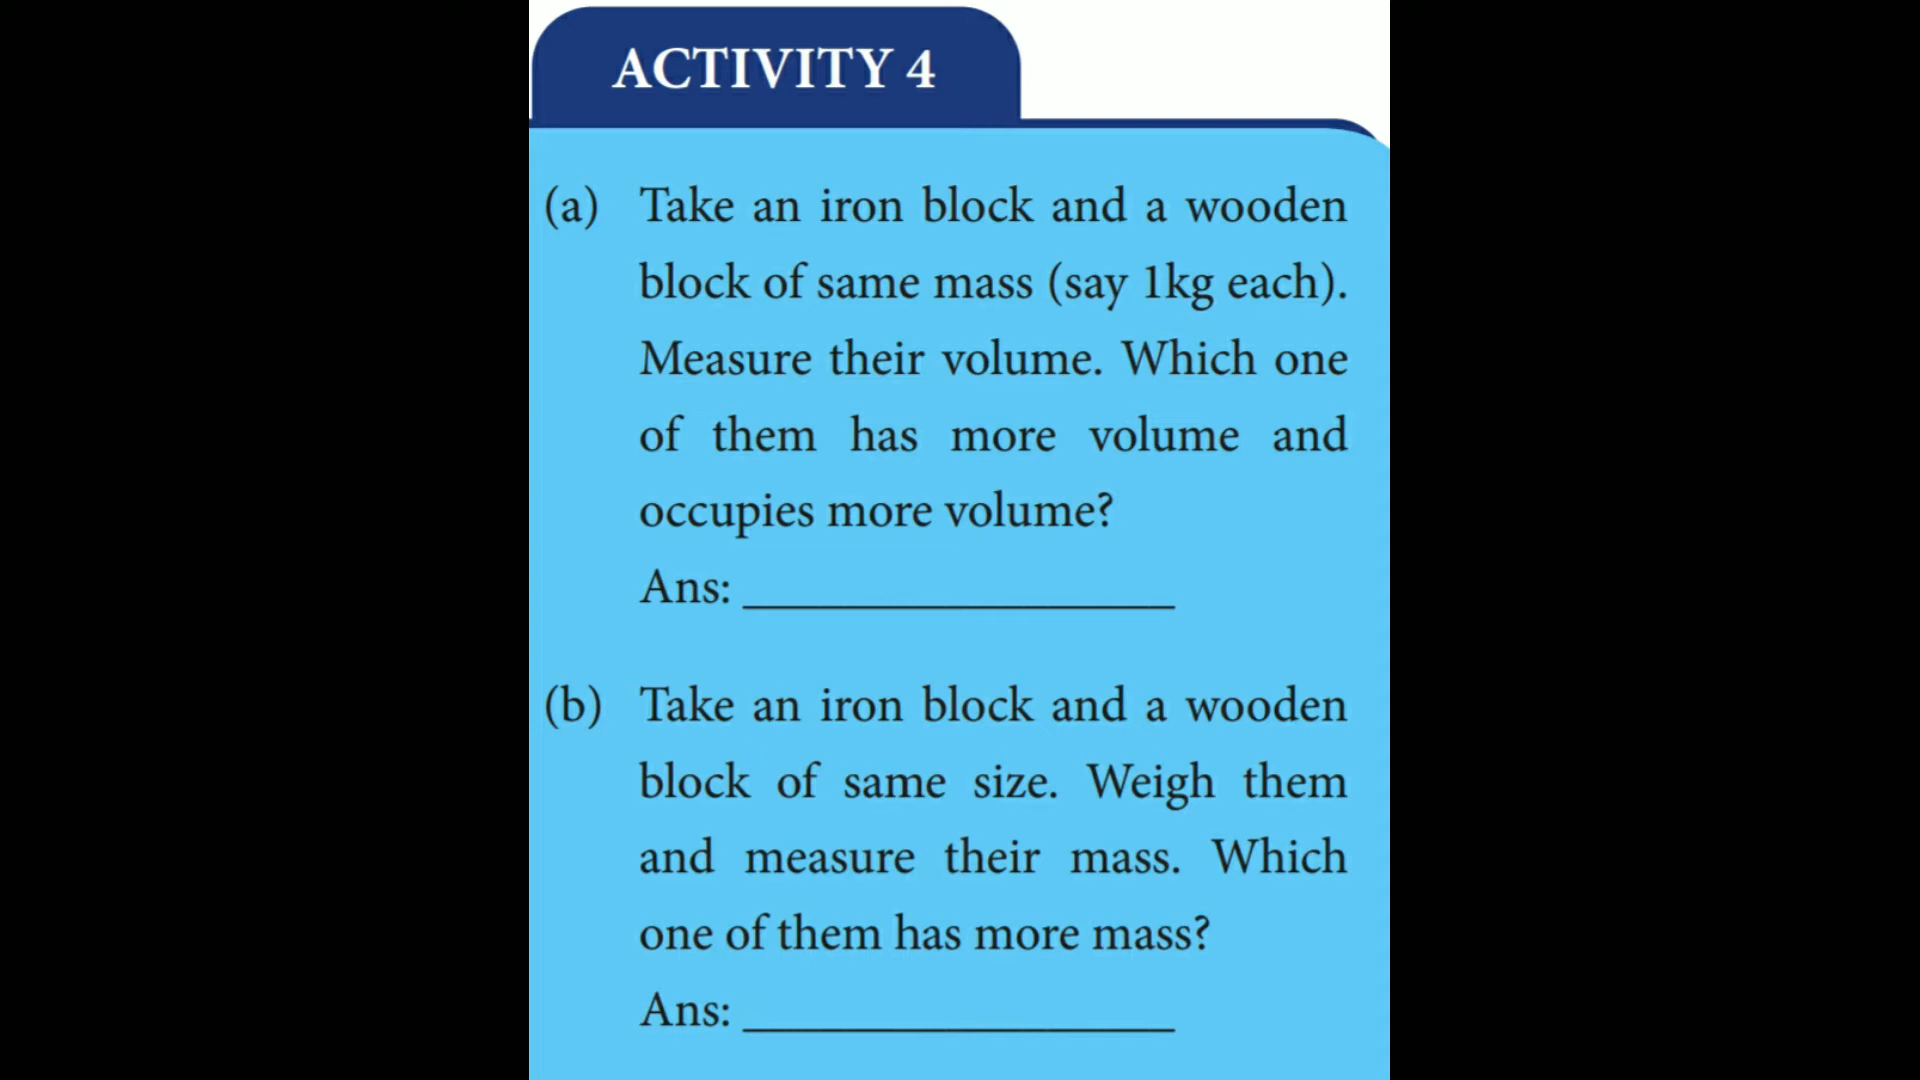 ACTIVITY 4
(a) Take an iron block and a wooden
block of same mass (say 1kg each).
Measure their volume. Which one
of them has more volume and
occupies more volume?
Ans: __________________
(b) Take an iron block and a wooden
block of same size. Weigh them
and measure their mass. Which
one of them has more mass?
Ans: __________________